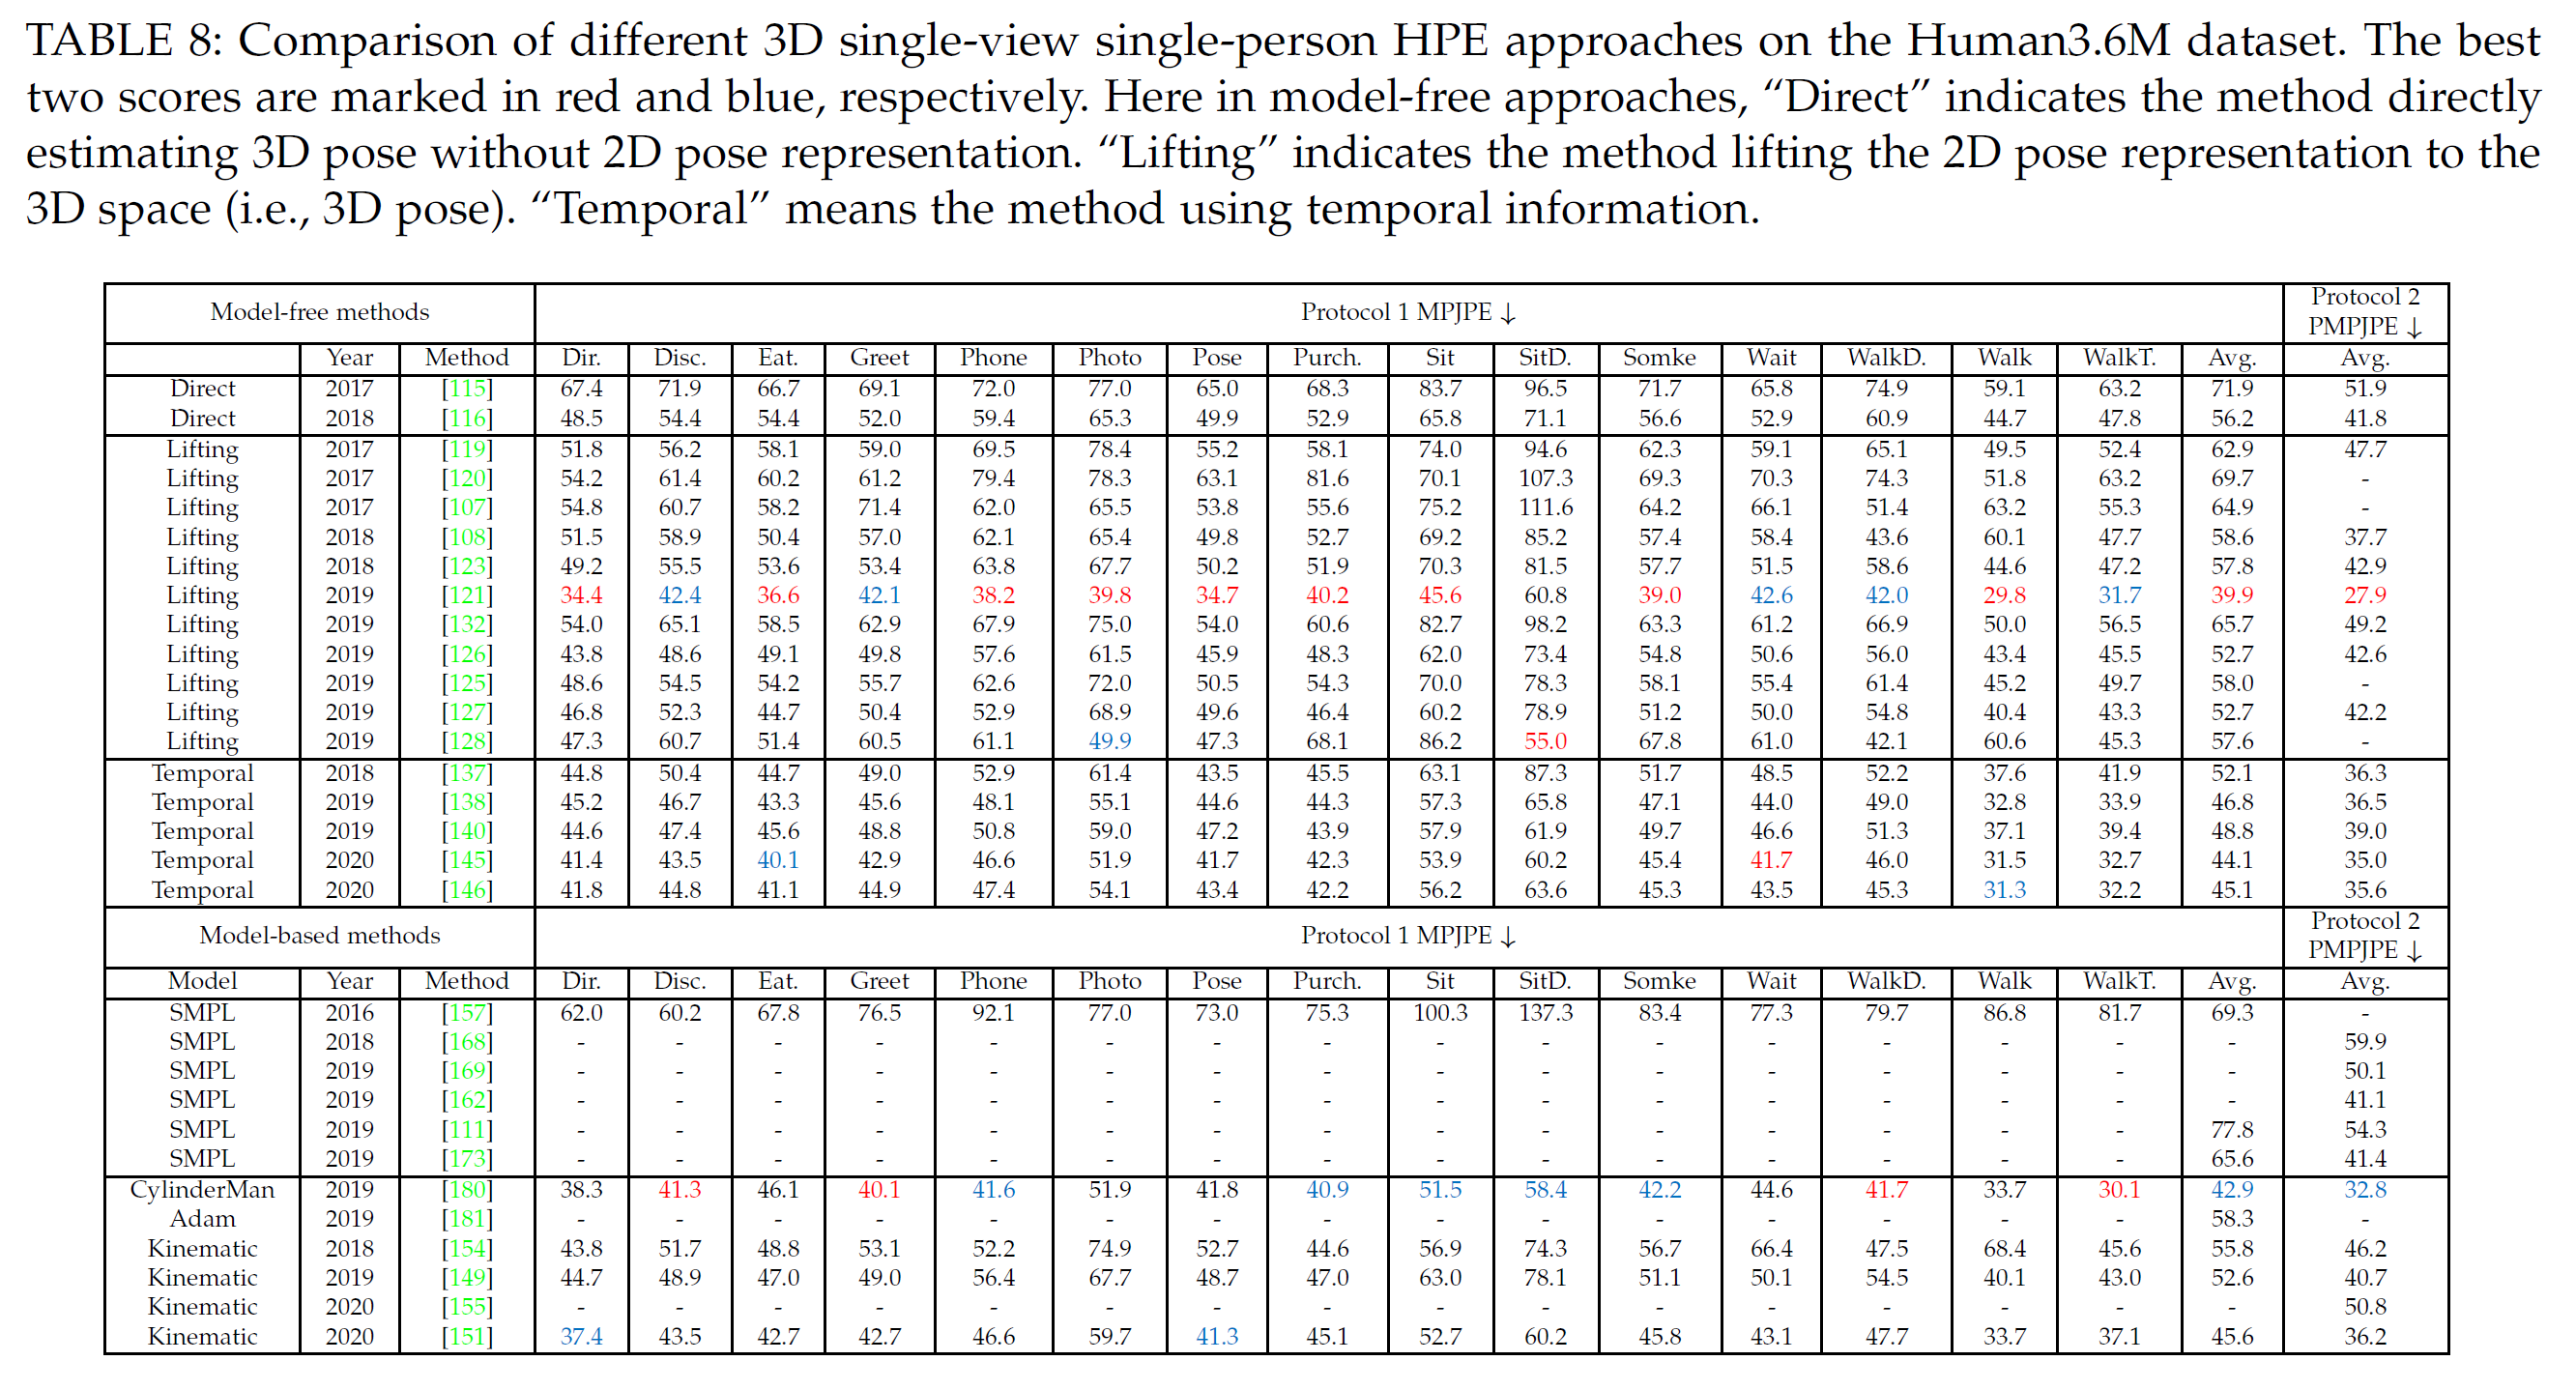 TABLE 8: Comparison of different 3D single-view single-person HPE approaches on the Human3.6M dataset. The best
two scores are marked in red and blue, respectively. Here in model-free approaches, “Direct” indicates the method directly
estimating 3D pose without 2D pose representation. “Lifting” indicates the method lifting the 2D pose representation to the
3D space (i.e., 3D pose). “Temporal” means the method using temporal information.
Model-free methods Protocol 1 MPJPE ↓ Protocol 2 PMPJPE ↓
Year Method Dir. Disc. Eat. Greet Phone Photo Pose Purch. Sit SitD. Somke Wait WalkD. Walk WalkT. Avg. Avg.
Direct 2017 [115] 67.4 71.9 66.7 69.1 72.0 77.0 65.0 68.3 83.7 96.5 71.7 65.8 74.9 59.1 63.2 71.9 51.9
Direct 2018 [116] 48.5 54.4 54.4 52.0 59.4 65.3 49.9 52.9 65.8 71.1 56.6 52.9 60.9 44.7 47.8 56.2 41.8
Lifting 2017 [119] 51.8 56.2 58.1 59.0 69.5 78.4 55.2 58.1 74.0 94.6 62.3 59.1 65.1 49.5 52.4 62.9 47.7
Lifting 2017 [120] 54.2 61.4 60.2 61.2 79.4 78.3 63.1 81.6 70.1 107.3 69.3 70.3 74.3 51.8 63.2 69.7 -
Lifting 2017 [107] 54.8 60.7 58.2 71.4 62.0 65.5 53.8 55.6 75.2 111.6 64.2 66.1 51.4 63.2 55.3 64.9 -
Lifting 2018 [108] 51.5 58.9 50.4 57.0 62.1 65.4 49.8 52.7 69.2 85.2 57.4 58.4 43.6 60.1 47.7 58.6 37.7
Lifting 2018 [123] 49.2 55.5 53.6 53.4 63.8 67.7 50.2 51.9 70.3 81.5 57.7 51.5 58.6 44.6 47.2 57.8 42.9
Lifting 2019 [121] 34.4 42.4 36.6 42.1 38.2 39.8 34.7 40.2 45.6 60.8 39.0 42.6 42.0 29.8 31.7 39.9 27.9
Lifting 2019 [132] 54.0 65.1 58.5 62.9 67.9 75.0 54.0 60.6 82.7 98.2 63.3 61.2 66.9 50.0 56.5 65.7 49.2
Lifting 2019 [126] 43.8 48.6 49.1 49.8 57.6 61.5 45.9 48.3 62.0 73.4 54.8 50.6 56.0 43.4 45.5 52.7 42.6
Lifting 2019 [125] 48.6 54.5 54.2 55.7 62.6 72.0 50.5 54.3 70.0 78.3 58.1 55.4 61.4 45.2 49.7 58.0 -
Lifting 2019 [127] 46.8 52.3 44.7 50.4 52.9 68.9 49.6 46.4 60.2 78.9 51.2 50.0 54.8 40.4 43.3 52.7 42.2
Lifting 2019 [128] 47.3 60.7 51.4 60.5 61.1 49.9 47.3 68.1 86.2 55.0 67.8 61.0 42.1 60.6 45.3 57.6 -
Temporal 2018 [137] 44.8 50.4 44.7 49.0 52.9 61.4 43.5 45.5 63.1 87.3 51.7 48.5 52.2 37.6 41.9 52.1 36.3
Temporal 2019 [138] 45.2 46.7 43.3 45.6 48.1 55.1 44.6 44.3 57.3 65.8 47.1 44.0 49.0 32.8 33.9 46.8 36.5
Temporal 2019 [140] 44.6 47.4 45.6 48.8 50.8 59.0 47.2 43.9 57.9 61.9 49.7 46.6 51.3 37.1 39.4 48.8 39.0
Temporal 2020 [145] 41.4 43.5 40.1 42.9 46.6 51.9 41.7 42.3 53.9 60.2 45.4 41.7 46.0 31.5 32.7 44.1 35.0
Temporal 2020 [146] 41.8 44.8 41.1 44.9 47.4 54.1 43.4 42.2 56.2 63.6 45.3 43.5 45.3 31.3 32.2 45.1 35.6
Model-based methods Protocol 1 MPJPE ↓ Protocol 2 PMPJPE ↓
Model Year Method Dir. Disc. Eat. Greet Phone Photo Pose Purch. Sit SitD. Somke Wait WalkD. Walk WalkT. Avg. Avg.
SMPL 2016 [157] 62.0 60.2 67.8 76.5 92.1 77.0 73.0 75.3 100.3 137.3 83.4 77.3 79.7 86.8 81.7 69.3 -
SMPL 2018 [168] - - - - - - - - - - - - - - - - 59.9
SMPL 2019 [169] - - - - - - - - - - - - - - - - 50.1
SMPL 2019 [162] - - - - - - - - - - - - - - - - 41.1
SMPL 2019 [111] - - - - - - - - - - - - - - - 77.8 54.3
SMPL 2019 [173] - - - - - - - - - - - - - - - 65.6 41.4
CylinderMan 2019 [180] 38.3 41.3 46.1 40.1 41.6 51.9 41.8 40.9 51.5 58.4 42.2 44.6 41.7 33.7 30.1 42.9 32.8
Adam 2019 [181] - - - - - - - - - - - - - - - 58.3 -
Kinematic 2018 [154] 43.8 51.7 48.8 53.1 52.2 74.9 52.7 44.6 56.9 74.3 56.7 66.4 47.5 68.4 45.6 55.8 46.2
Kinematic 2019 [149] 44.7 48.9 47.0 49.0 56.4 67.7 48.7 47.0 63.0 78.1 51.1 50.1 54.5 40.1 43.0 52.6 40.7
Kinematic 2020 [155] - - - - - - - - - - - - - - - - 50.8
Kinematic 2020 [151] 37.4 43.5 42.7 42.7 46.6 59.7 41.3 45.1 52.7 60.2 45.8 43.1 47.7 33.7 37.1 45.6 36.2